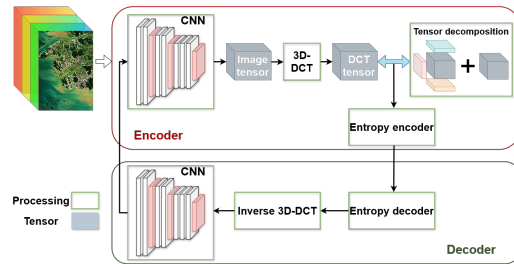 CNN
Tensor decomposition
Image
tensor
3D-
DCT
DCT
tensor
Encoder
Entropy encoder
CNN
Processing
Tensor
Inverse 3D-DCT
Entropy decoder
Decoder